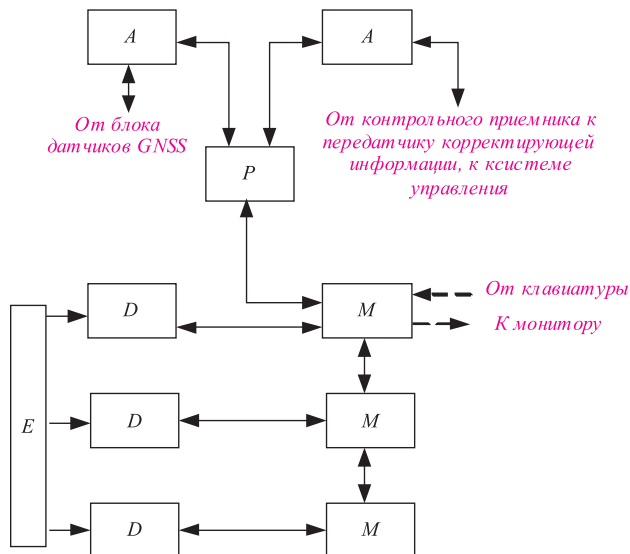 A
A
От блока
датчиков GNSS
От контрольного приемника к
передатчику корректирующей
информации, к ксистеме
управления
P
D
M
От клавиатуры
К монитору
E
D
M
D
M